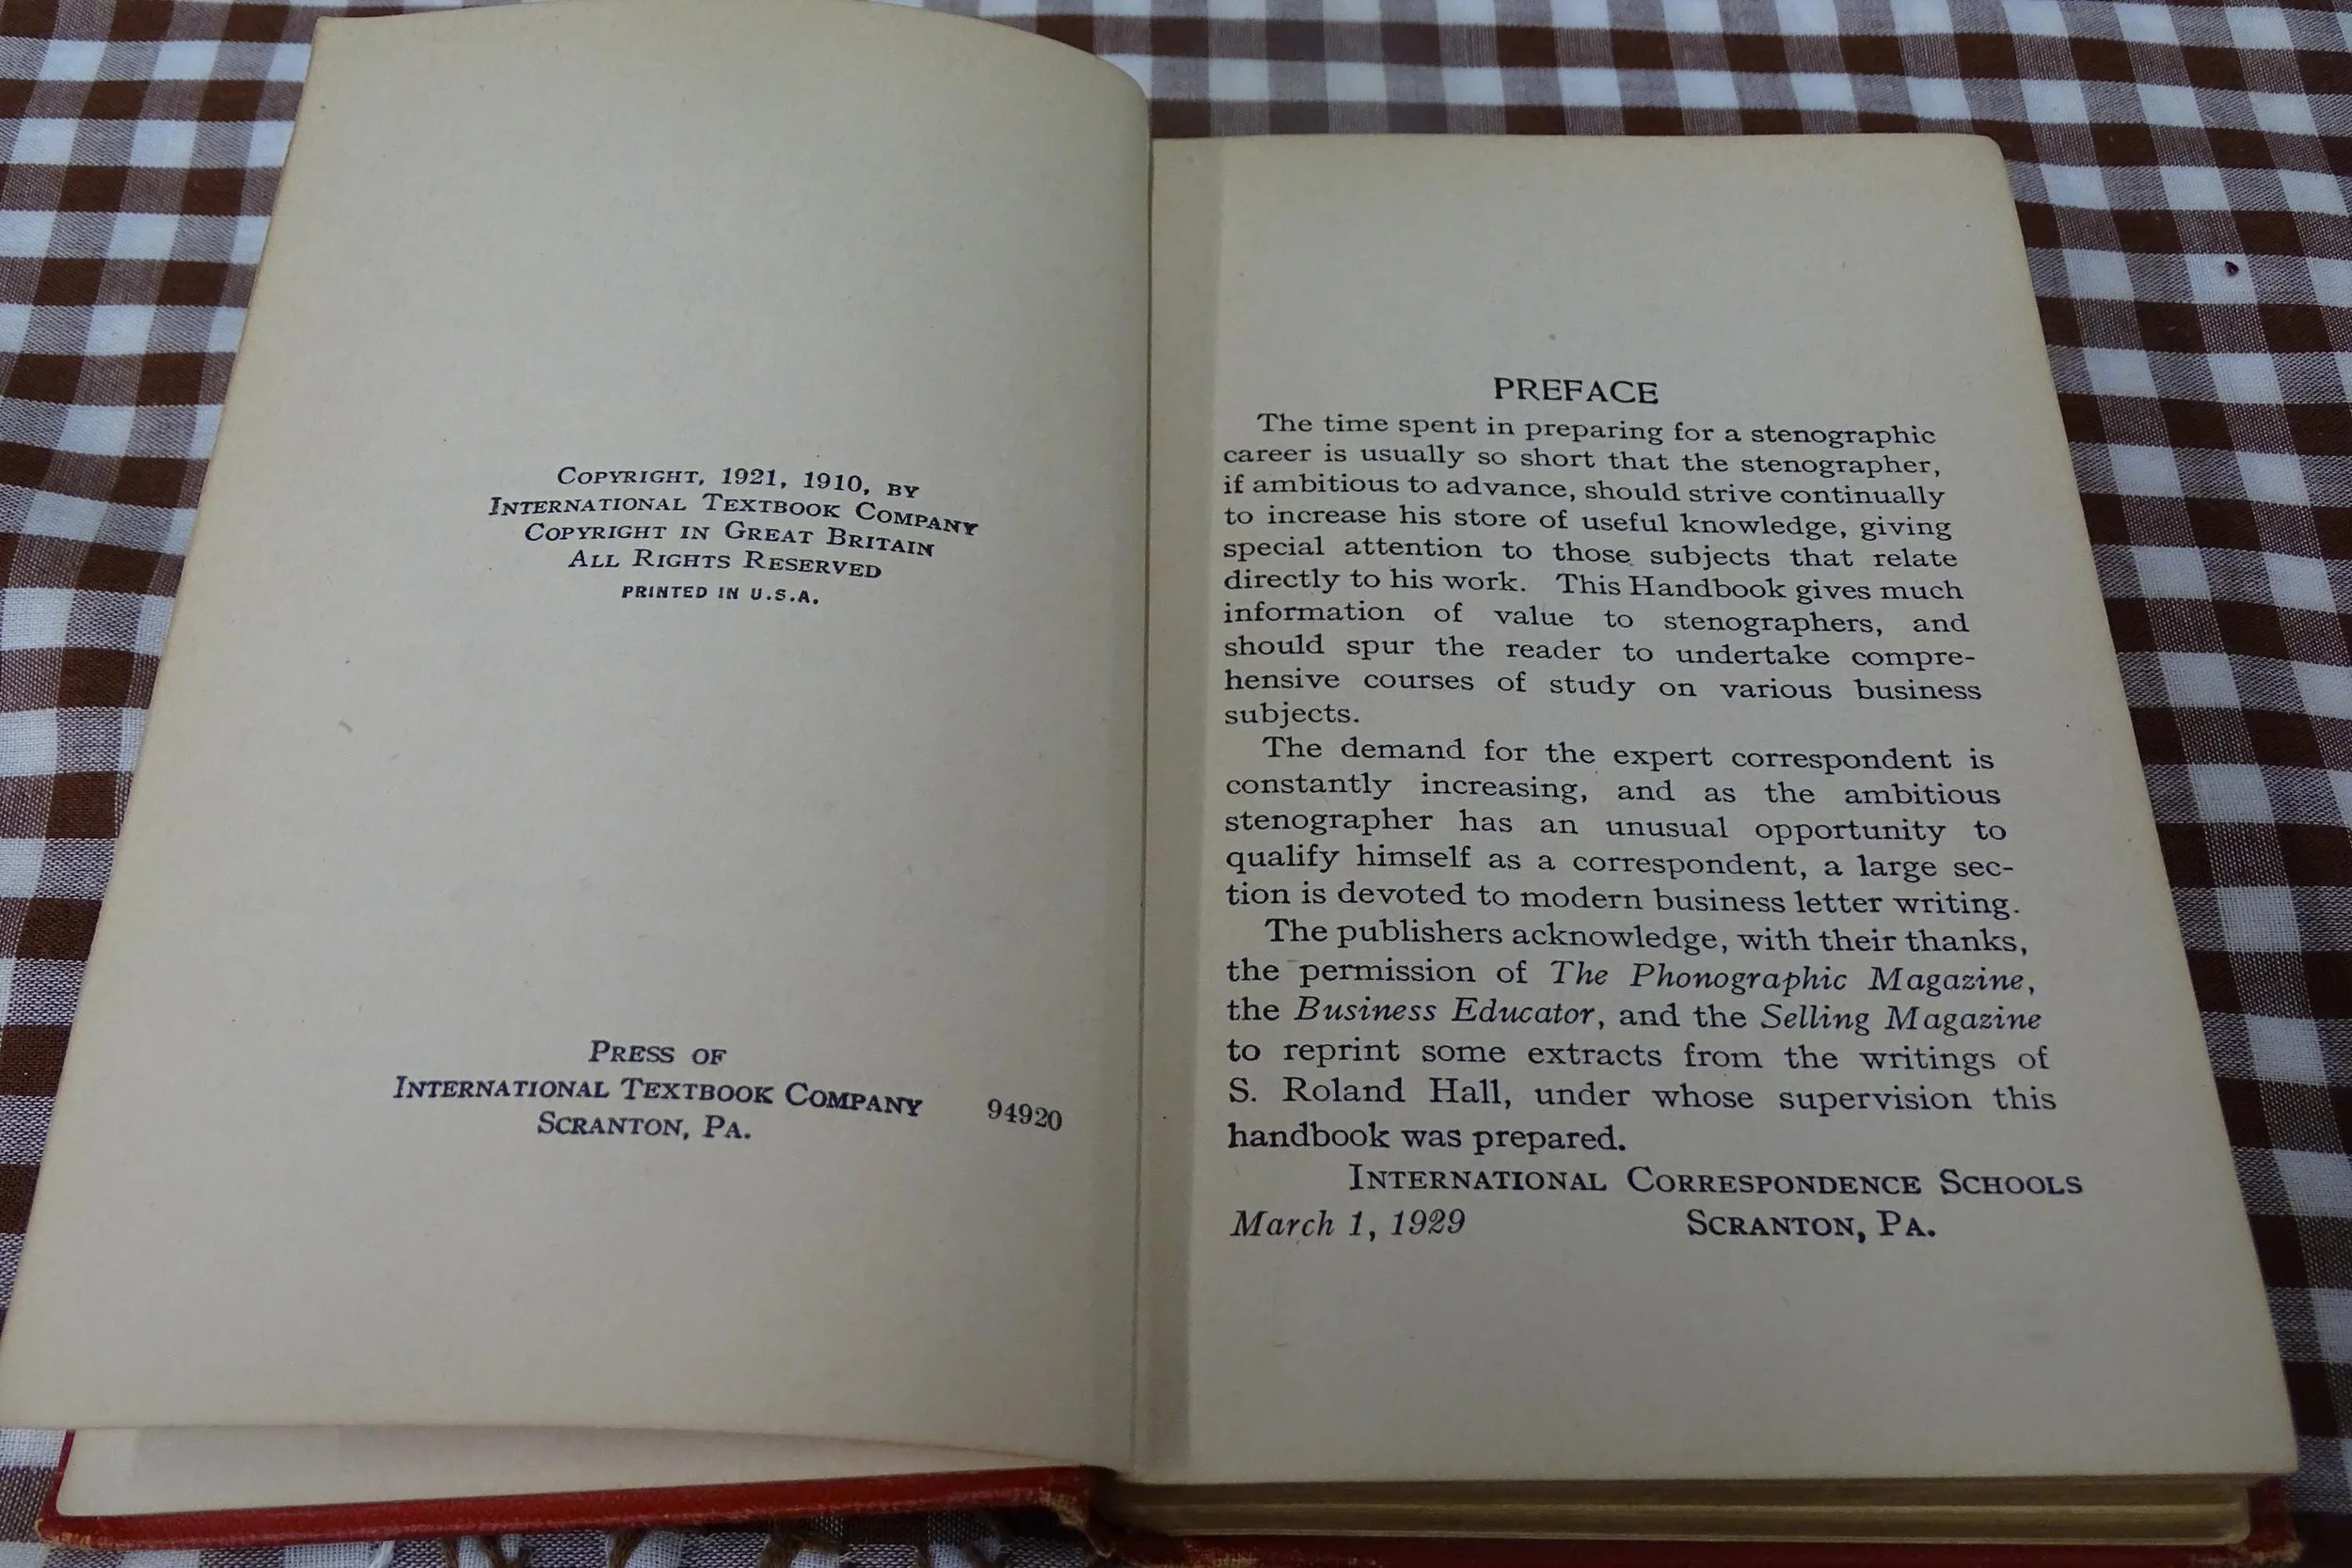 COPYRIGHT, 1921, 1910, BY
INTERNATIONAL TEXTBOOK COMPANY
COPYRIGHT IN GREAT BRITAIN
ALL RIGHTS RESERVED
PRINTED IN U.S.A.
PRESS OF
INTERNATIONAL TEXTBOOK COMPANY 94920
SCRANTON, PA.
PREFACE
The time spent in preparing for a stenographic
career is usually so short that the stenographer,
if ambitious to advance, should strive continually
to increase his store of useful knowledge, giving
special attention to those subjects that relate
directly to his work. This Handbook gives much
information of value to stenographers, and
should spur the reader to undertake compre-
hensive courses of study on various business
subjects.
The demand for the expert correspondent is
constantly increasing, and as the ambitious
stenographer has an unusual opportunity to
qualify himself as a correspondent, a large sec-
tion is devoted to modern business letter writing.
The publishers acknowledge, with their thanks,
the permission of The Phonographic Magazine,
the Business Educator, and the Selling Magazine
to reprint some extracts from the writings of
S. Roland Hall, under whose supervision this
handbook was prepared.
INTERNATIONAL CORRESPONDENCE SCHOOLS
March 1, 1929 SCRANTON, PA.